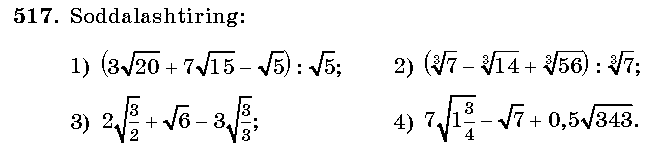 517. Soddalashtiring:
1) (3√20 + 7√15 − √5) : √5; 2) (∛7 − ∛14 + ∛56) : ∛7;
3) 2√(3/2) + √6 − 3√(3/3); 4) 7√(1 3/4) − √7 + 0,5√343.